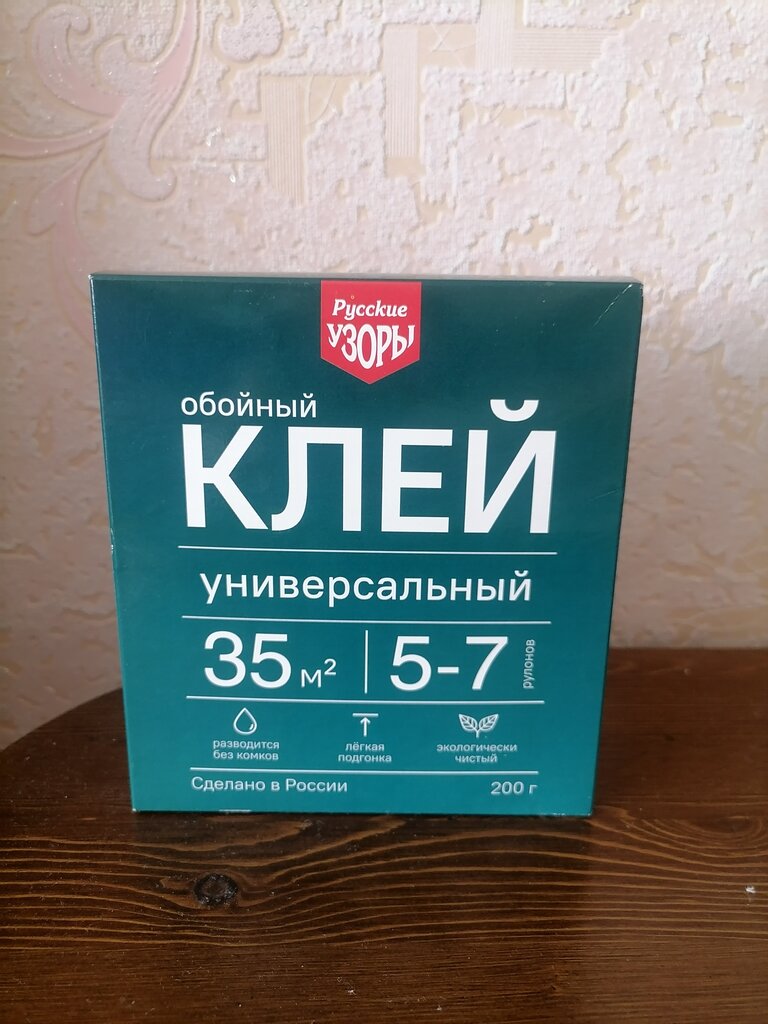 Русские
УЗОРЫ
обойный
КЛЕЙ
универсальный
35 м² 5-7 рулонов
разводится
без комков
лёгкая
подгонка
экологически
чистый
Сделано в России 200 г